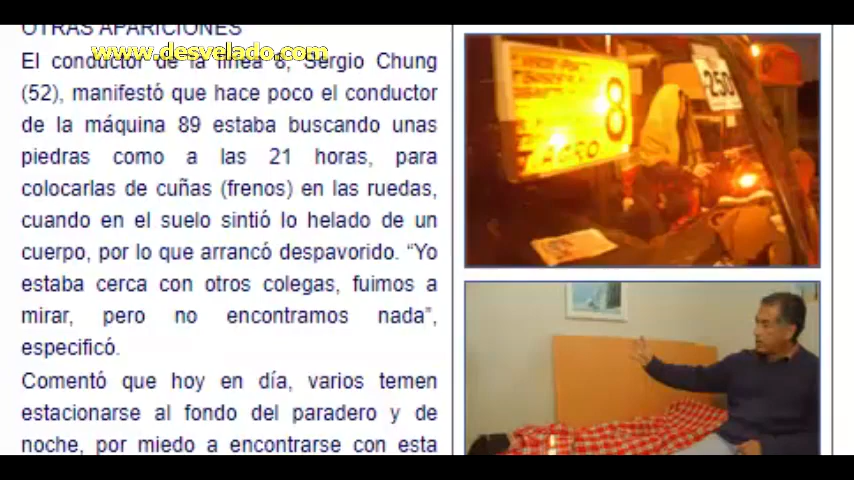 OTRAS APARICIONES
www.desvelado.com
El conductor de la línea 8, Sergio Chung
(52), manifestó que hace poco el conductor
de la máquina 89 estaba buscando unas
piedras como a las 21 horas, para
colocarlas de cuñas (frenos) en las ruedas,
cuando en el suelo sintió lo helado de un
cuerpo, por lo que arrancó despavorido. “Yo
estaba cerca con otros colegas, fuimos a
mirar, pero no encontramos nada”,
especificó.
Comentó que hoy en día, varios temen
estacionarse al fondo del paradero y de
noche, por miedo a encontrarse con esta
8
250